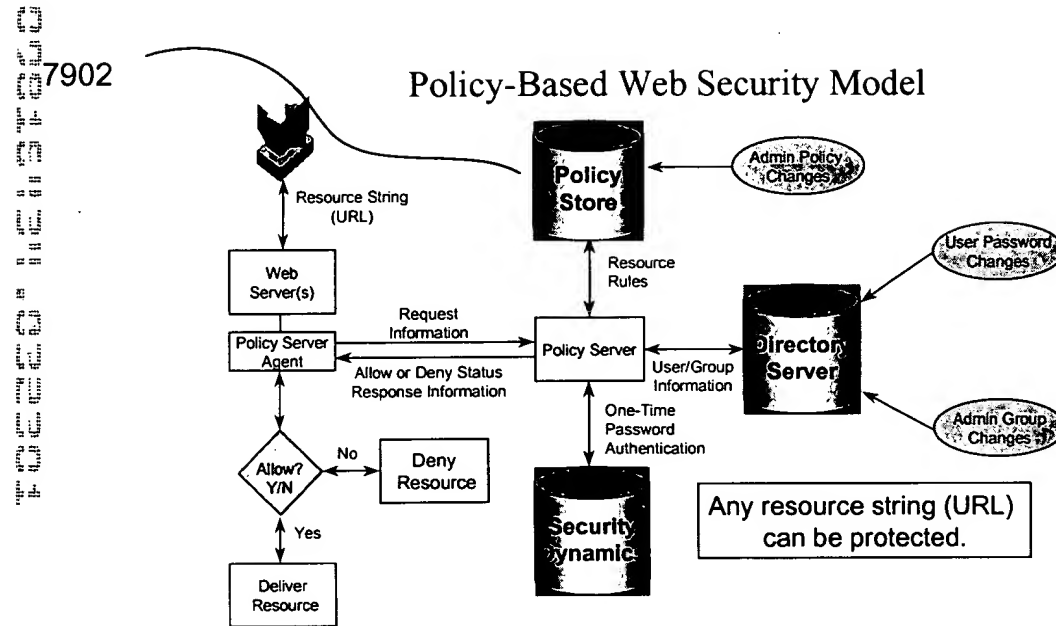 7902
Policy-Based Web Security Model
Resource String
(URL)
Policy
Store
Admin Policy
Changes
Web
Server(s)
Resource
Rules
User Password
Changes
Request
Information
Policy Server
Agent
Allow or Deny Status
Response Information
Policy Server
User/Group
Information
Directory
Server
One-Time
Password
Authentication
Admin Group
Changes
Allow?
Y/N
No
Deny
Resource
Yes
Deliver
Resource
Security
Dynamic
Any resource string (URL)
can be protected.